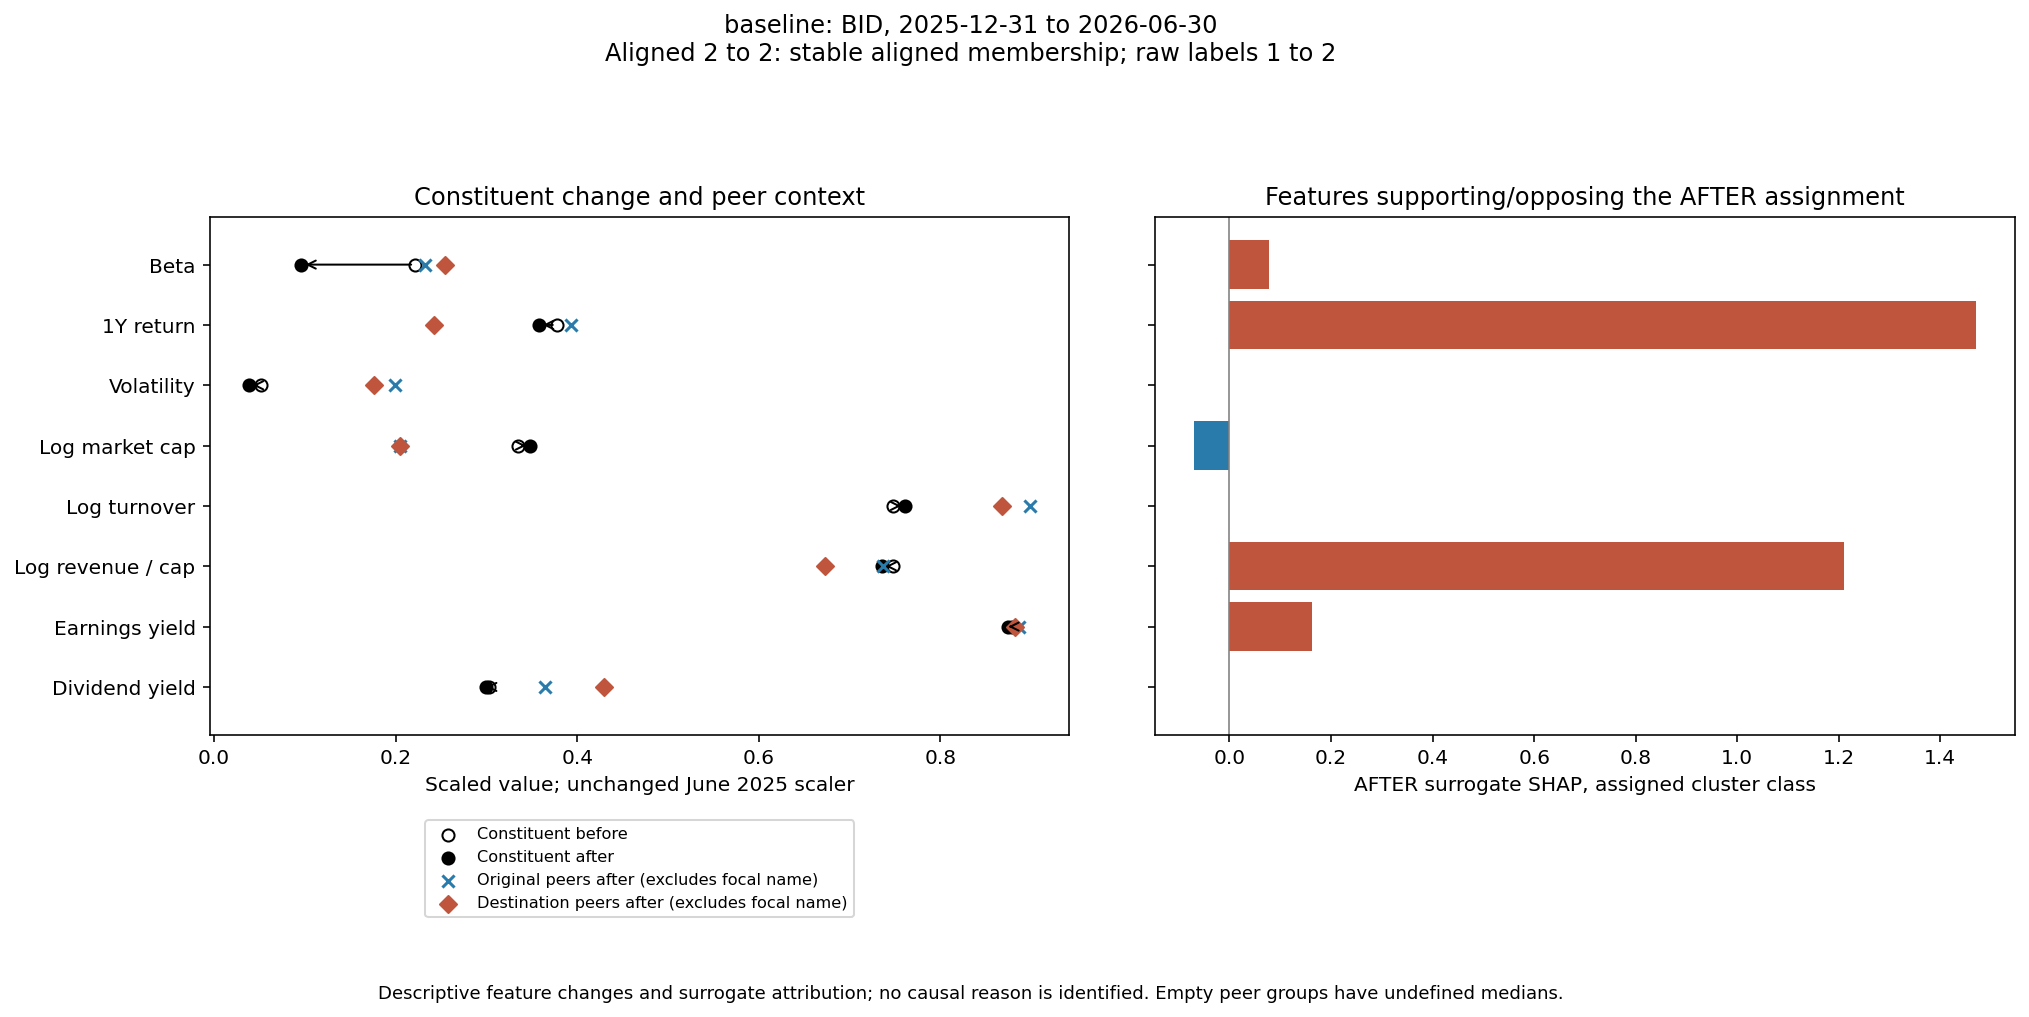 baseline: BID, 2025-12-31 to 2026-06-30
Aligned 2 to 2: stable aligned membership; raw labels 1 to 2
Constituent change and peer context
Features supporting/opposing the AFTER assignment
Beta
1Y return
Volatility
Log market cap
Log turnover
Log revenue / cap
Earnings yield
Dividend yield
0.0 0.2 0.4 0.6 0.8
0.0 0.2 0.4 0.6 0.8 1.0 1.2 1.4
Scaled value; unchanged June 2025 scaler
AFTER surrogate SHAP, assigned cluster class
Constituent before
Constituent after
Original peers after (excludes focal name)
Destination peers after (excludes focal name)
Descriptive feature changes and surrogate attribution; no causal reason is identified. Empty peer groups have undefined medians.